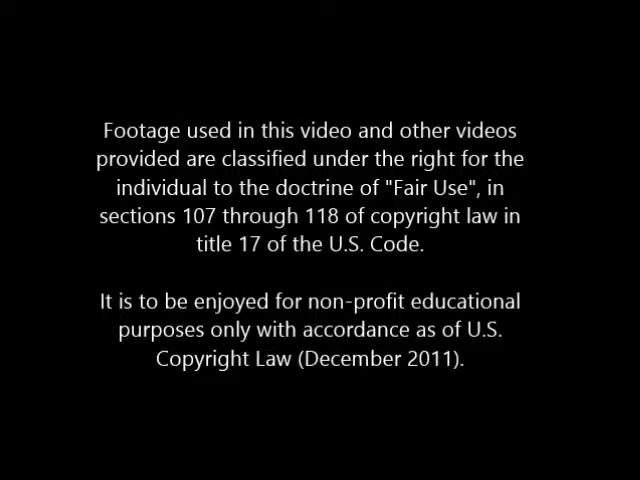 Footage used in this video and other videos
provided are classified under the right for the
individual to the doctrine of "Fair Use", in
sections 107 through 118 of copyright law in
title 17 of the U.S. Code.
It is to be enjoyed for non-profit educational
purposes only with accordance as of U.S.
Copyright Law (December 2011).